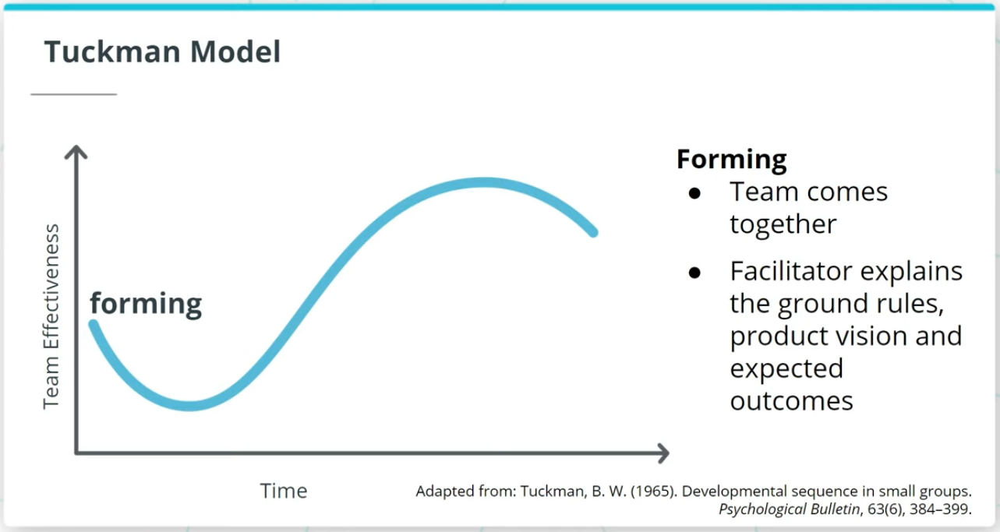 Tuckman Model
Team Effectiveness
forming
Time
Forming
● Team comes
together
● Facilitator explains
the ground rules,
product vision and
expected
outcomes
Adapted from: Tuckman, B. W. (1965). Developmental sequence in small groups.
Psychological Bulletin, 63(6), 384–399.